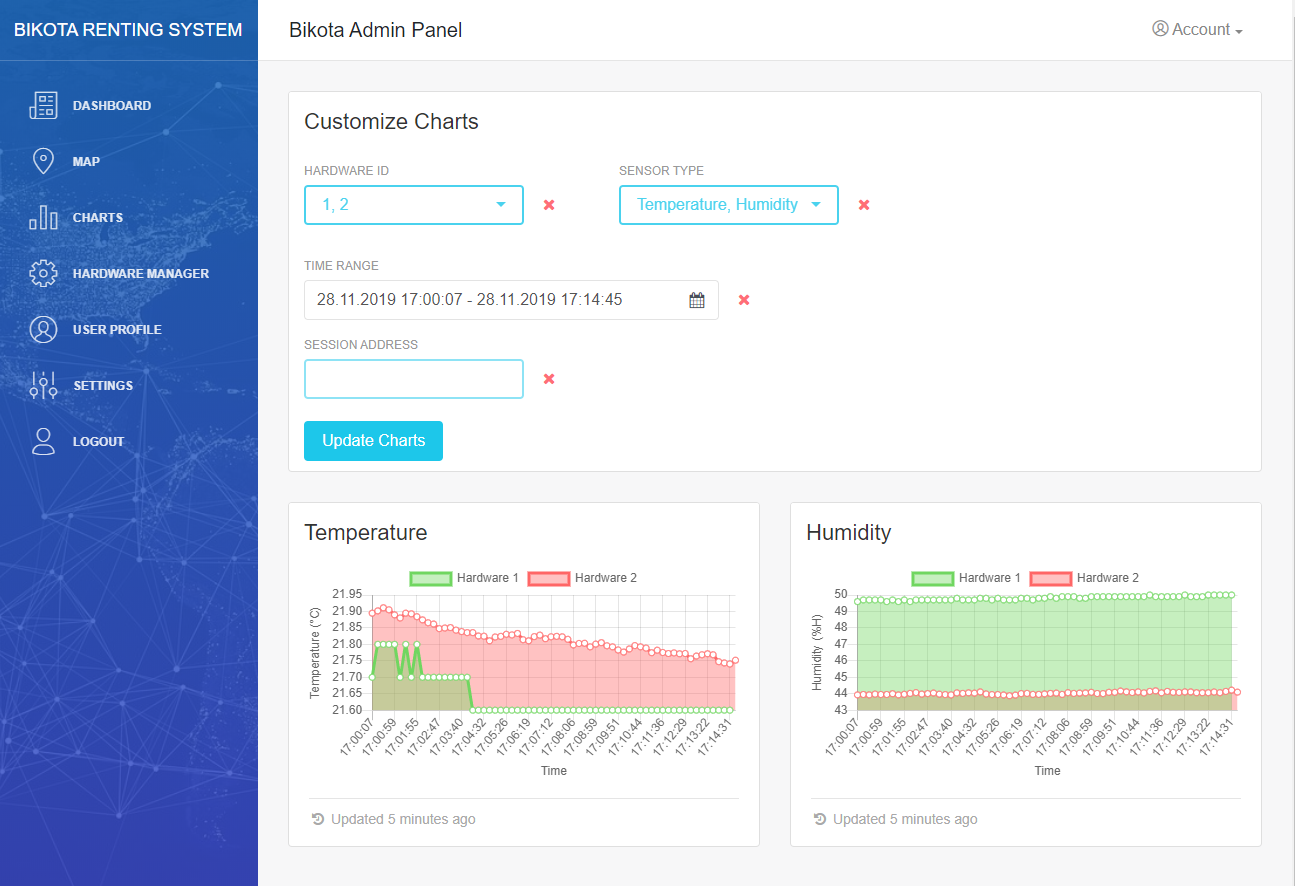 BIKOTA RENTING SYSTEM
Bikota Admin Panel
Account
DASHBOARD
MAP
CHARTS
HARDWARE MANAGER
USER PROFILE
SETTINGS
LOGOUT
Customize Charts
HARDWARE ID
SENSOR TYPE
1, 2
Temperature, Humidity
TIME RANGE
28.11.2019 17:00:07 - 28.11.2019 17:14:45
SESSION ADDRESS
Update Charts
Temperature
Hardware 1 Hardware 2
Temperature (°C)
21.95
21.90
21.85
21.80
21.75
21.70
21.65
21.60
17:00:07 17:00:59 17:01:55 17:02:47 17:03:40 17:04:32 17:05:26 17:06:19 17:07:12 17:08:06 17:08:59 17:09:51 17:10:44 17:11:36 17:12:29 17:13:22 17:14:31
Time
Updated 5 minutes ago
Humidity
Hardware 1 Hardware 2
Humidity (%H)
50
49
48
47
46
45
44
43
17:00:07 17:00:59 17:01:55 17:02:47 17:03:40 17:04:32 17:05:26 17:06:19 17:07:12 17:08:06 17:08:59 17:09:51 17:10:44 17:11:36 17:12:29 17:13:22 17:14:31
Time
Updated 5 minutes ago